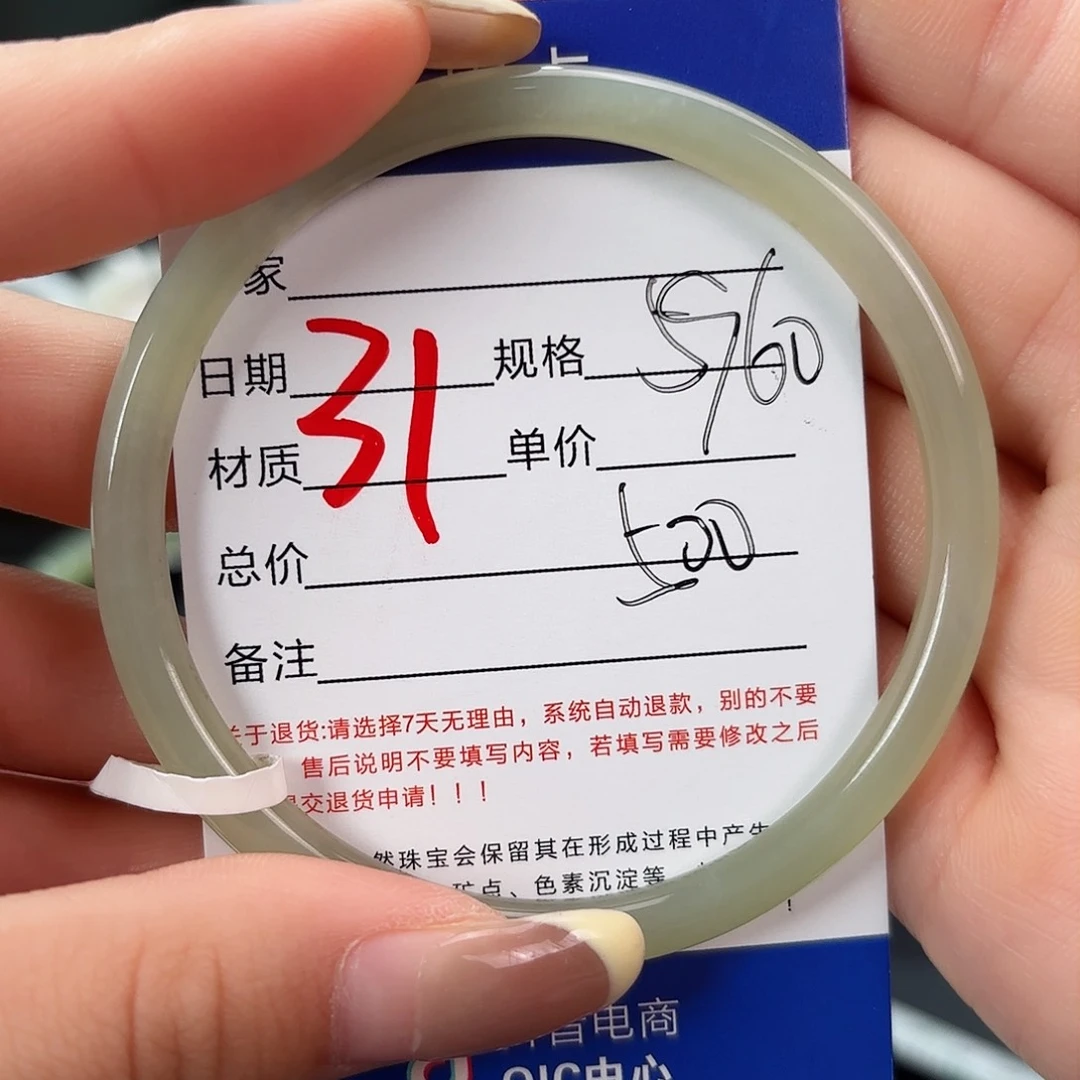 家
日期 31 规格 57/60
材质 单价
总价 500
备注
于退货:请选择7天无理由，系统自动退款，别的不要
售后说明不要填写内容，若填写需要修改之后
交退货申请！！！
然珠宝会保留其在形成过程中产生
矿点、色素沉淀等
！
抖音电商
QIC中心